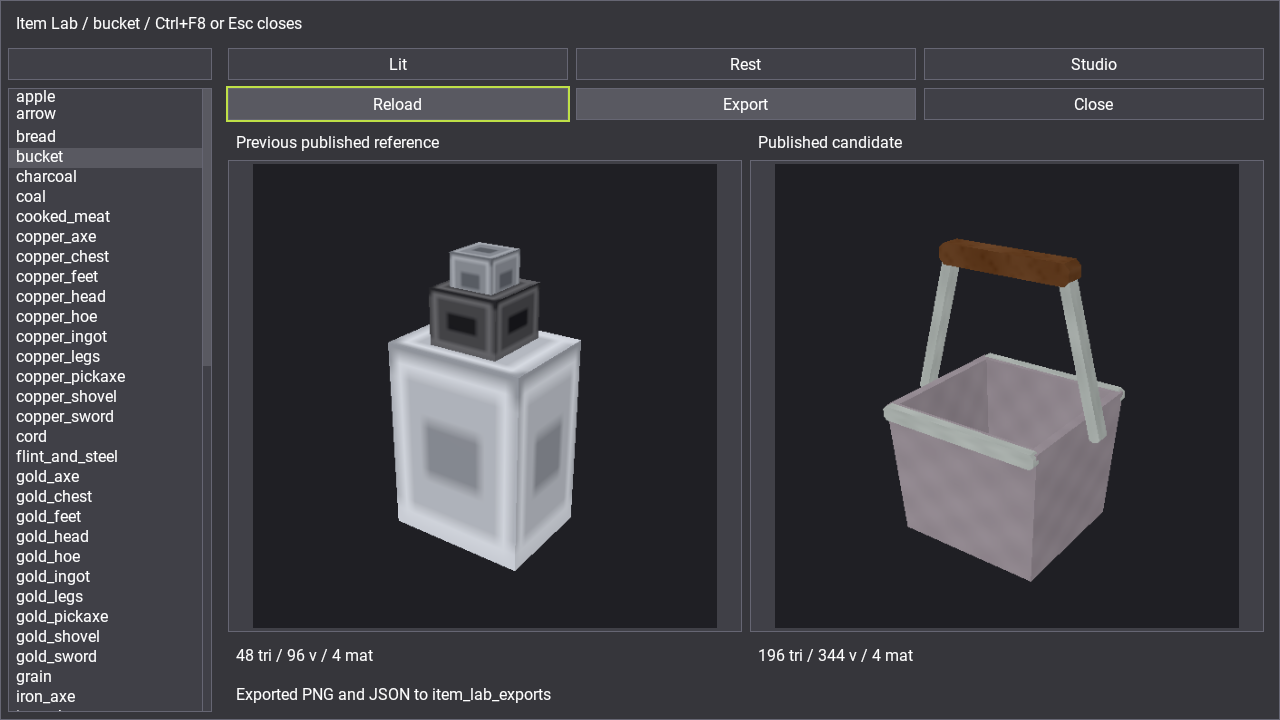 Item Lab / bucket / Ctrl+F8 or Esc closes
Lit
Rest
Studio
Reload
Export
Close
apple
arrow
bread
bucket
charcoal
coal
cooked_meat
copper_axe
copper_chest
copper_feet
copper_head
copper_hoe
copper_ingot
copper_legs
copper_pickaxe
copper_shovel
copper_sword
cord
flint_and_steel
gold_axe
gold_chest
gold_feet
gold_head
gold_hoe
gold_ingot
gold_legs
gold_pickaxe
gold_shovel
gold_sword
grain
iron_axe
Previous published reference
Published candidate
48 tri / 96 v / 4 mat
196 tri / 344 v / 4 mat
Exported PNG and JSON to item_lab_exports